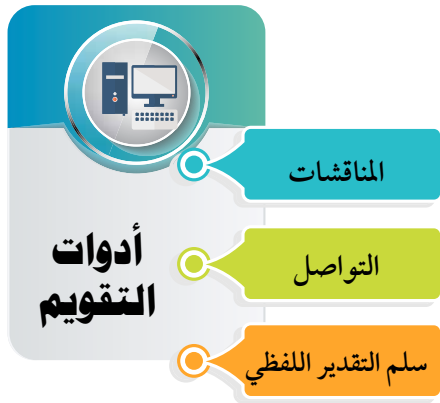 أدوات
التقويم
المناقشات
التواصل
سلم التقدير اللفظي